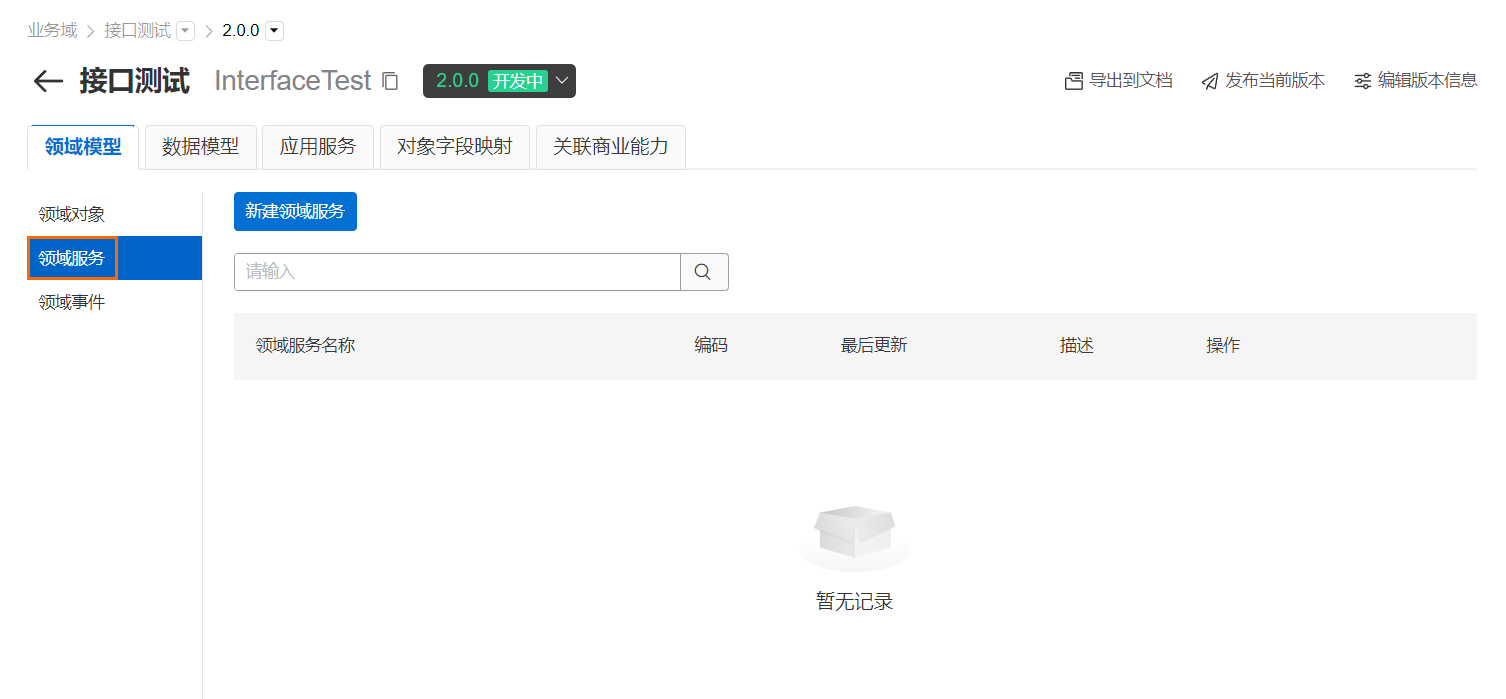 业务域 接口测试 2.0.0
接口测试 InterfaceTest 2.0.0 开发中 导出到文档 发布当前版本 编辑版本信息
领域模型 数据模型 应用服务 对象字段映射 关联商业能力
领域对象
领域服务
领域事件
新建领域服务
请输入
领域服务名称 编码 最后更新 描述 操作
暂无记录